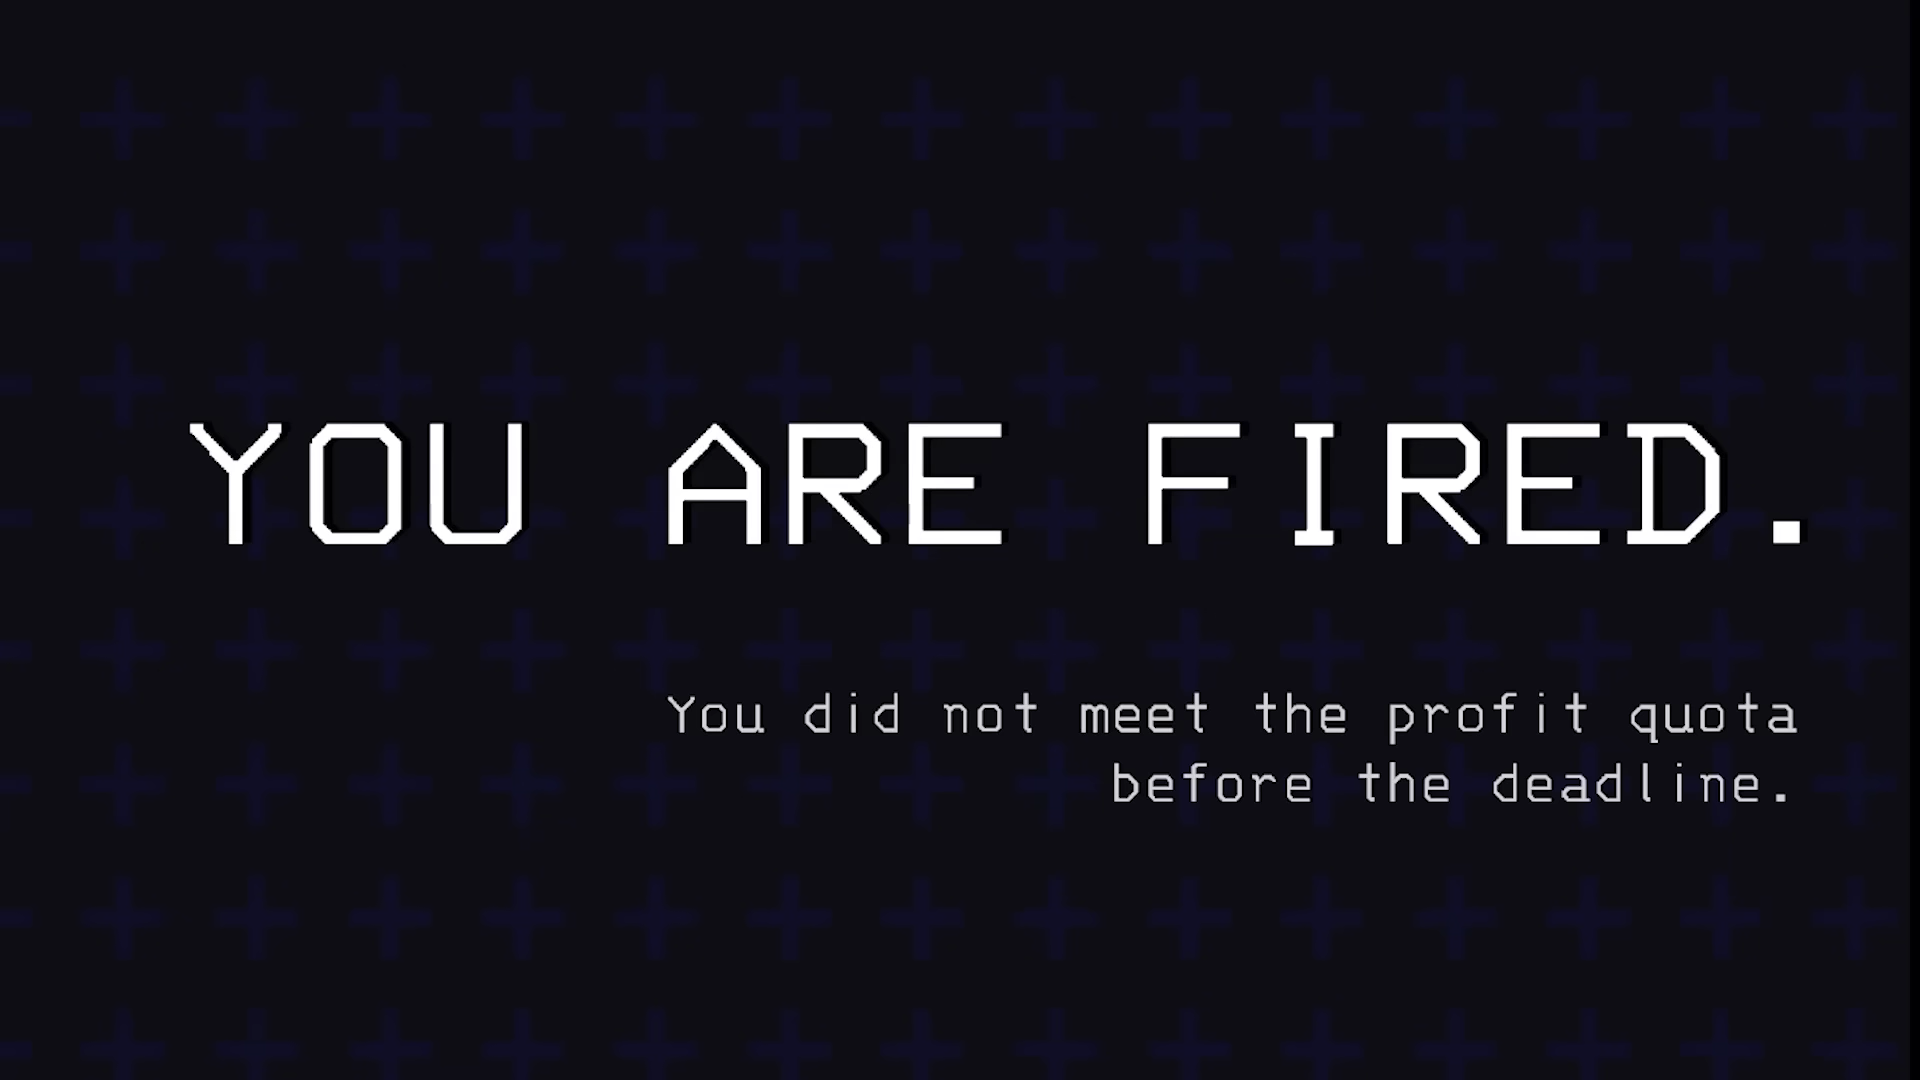 YOU ARE FIRED.
You did not meet the profit quota
before the deadline.